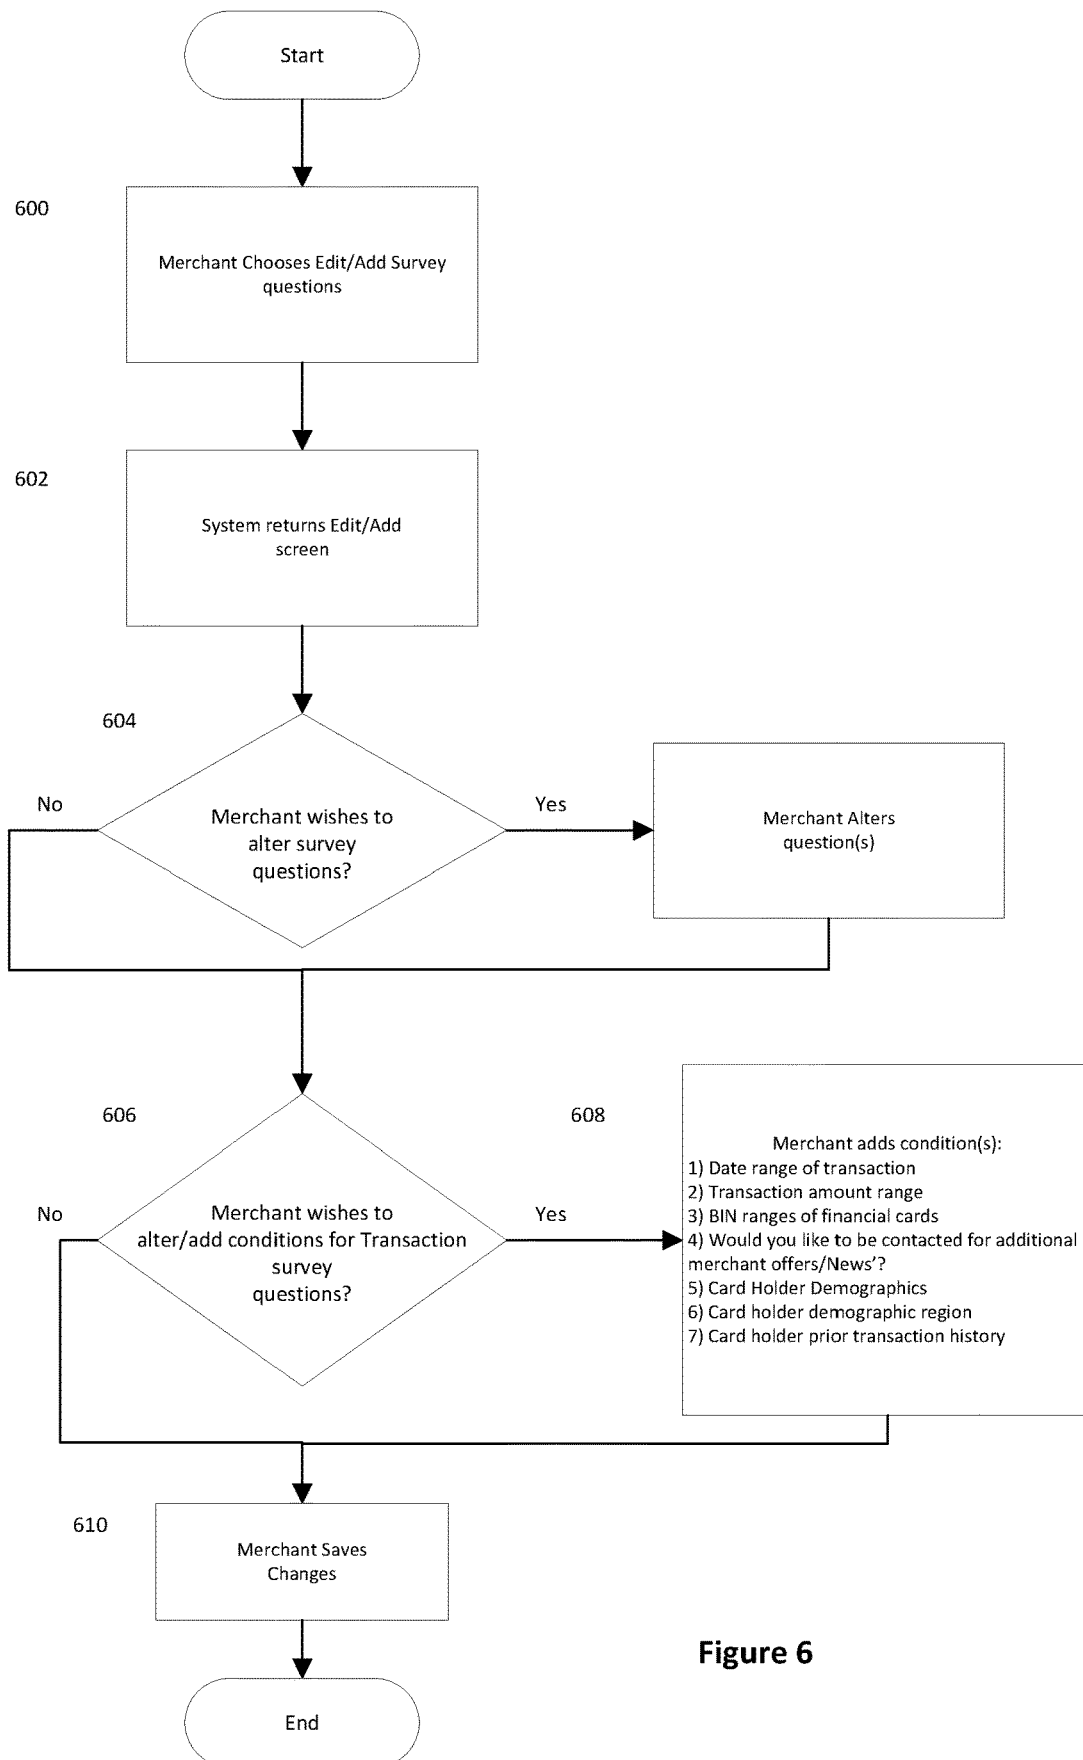 Start
600
Merchant Chooses Edit/Add Survey
questions
602
System returns Edit/Add
screen
604
No
Merchant wishes to
alter survey
questions?
Yes
Merchant Alters
question(s)
606
608
No
Merchant wishes to
alter/add conditions for Transaction
survey
questions?
Yes
Merchant adds condition(s):
1) Date range of transaction
2) Transaction amount range
3) BIN ranges of financial cards
4) Would you like to be contacted for additional
merchant offers/News’?
5) Card Holder Demographics
6) Card holder demographic region
7) Card holder prior transaction history
610
Merchant Saves
Changes
Figure 6
End